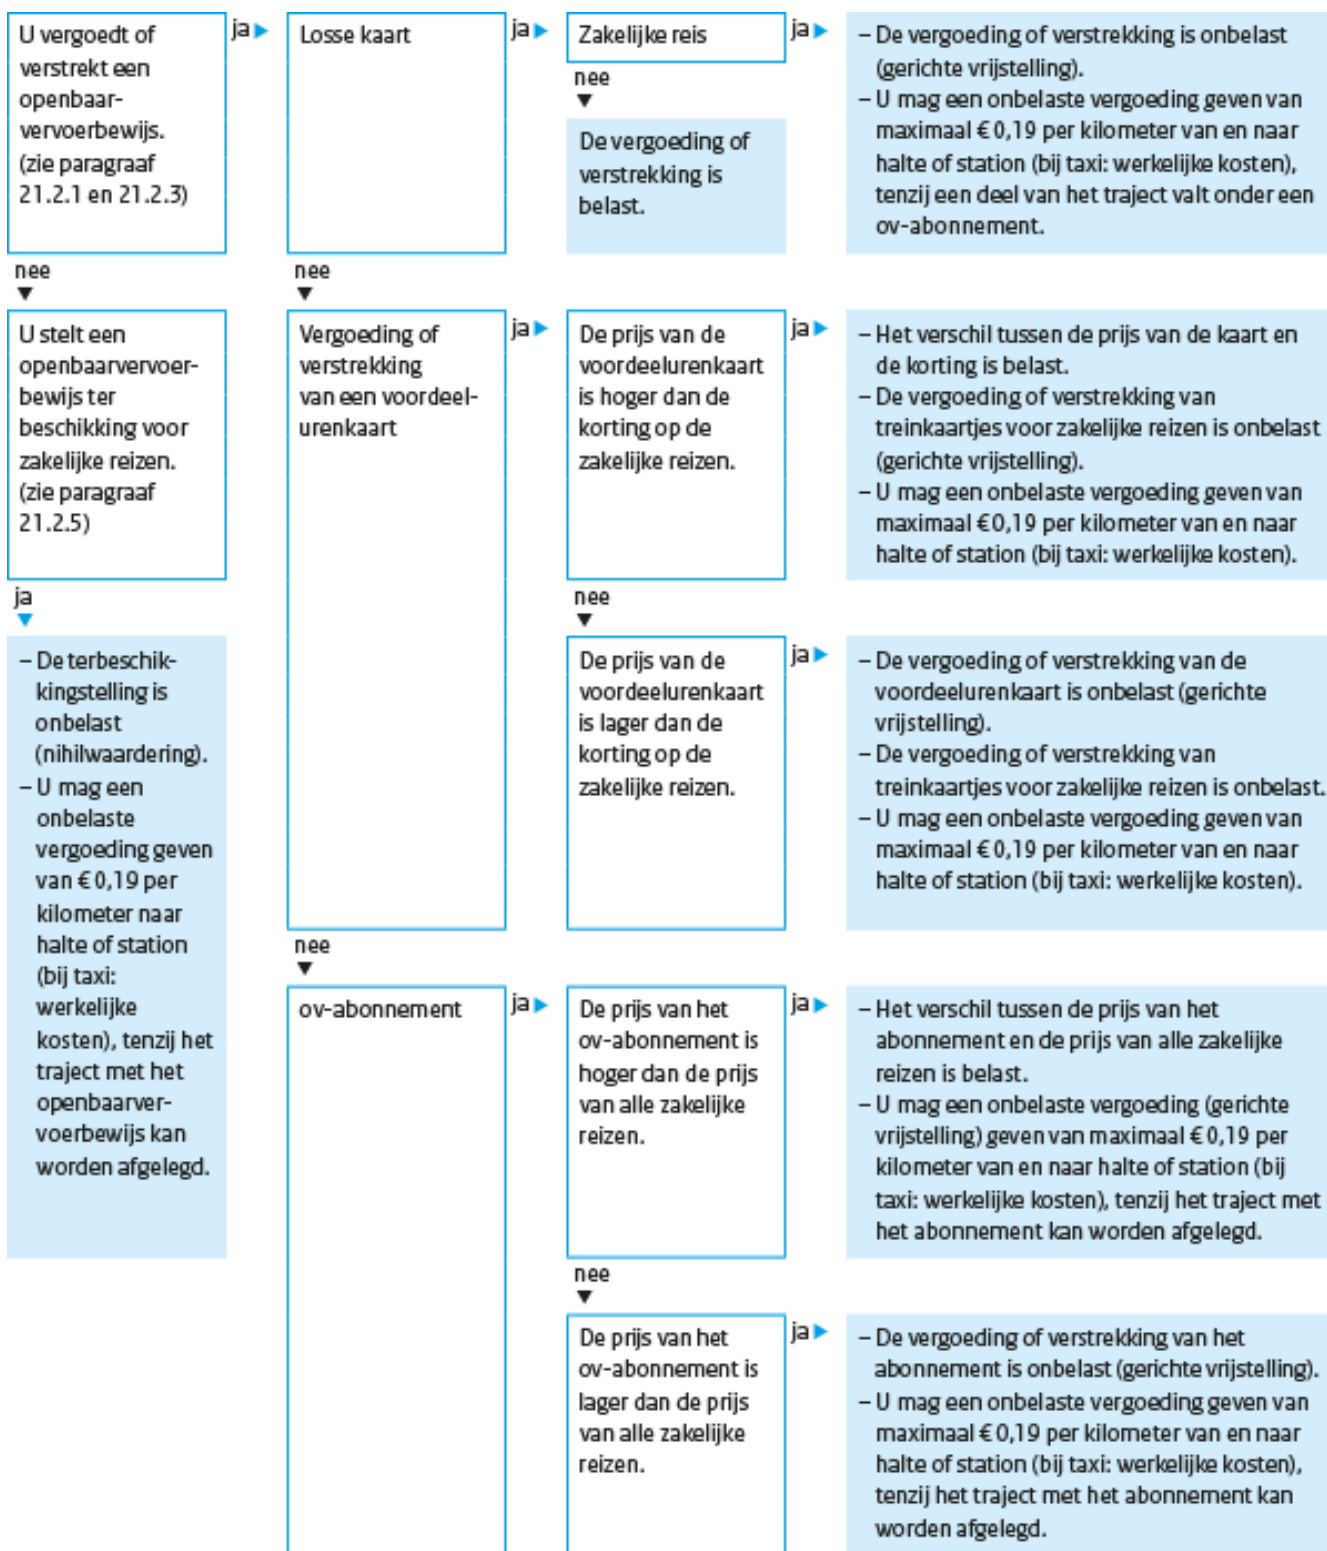 U vergoedt of
verstrekt een
openbaar-
vervoerbewijs.
(zie paragraaf
21.2.1 en 21.2.3)
ja
Losse kaart
ja
Zakelijke reis
ja
– De vergoeding of verstrekking is onbelast
(gerichte vrijstelling).
– U mag een onbelaste vergoeding geven van
maximaal € 0,19 per kilometer van en naar
halte of station (bij taxi: werkelijke kosten),
tenzij een deel van het traject valt onder een
ov-abonnement.
nee
De vergoeding of
verstrekking is
belast.
nee
nee
U stelt een
openbaarvervoer-
bewijs ter
beschikking voor
zakelijke reizen.
(zie paragraaf
21.2.5)
Vergoeding of
verstrekking
van een voordeel-
urenkaart
ja
De prijs van de
voordeelurenkaart
is hoger dan de
korting op de
zakelijke reizen.
ja
– Het verschil tussen de prijs van de kaart en
de korting is belast.
– De vergoeding of verstrekking van
treinkaartjes voor zakelijke reizen is onbelast
(gerichte vrijstelling).
– U mag een onbelaste vergoeding geven van
maximaal € 0,19 per kilometer van en naar
halte of station (bij taxi: werkelijke kosten).
ja
nee
– De terbeschik-
kingstelling is
onbelast
(nihilwaardering).
– U mag een
onbelaste
vergoeding geven
van € 0,19 per
kilometer naar
halte of station
(bij taxi:
werkelijke
kosten), tenzij het
traject met het
openbaarver-
voerbewijs kan
worden afgelegd.
De prijs van de
voordeelurenkaart
is lager dan de
korting op de
zakelijke reizen.
ja
– De vergoeding of verstrekking van de
voordeelurenkaart is onbelast (gerichte
vrijstelling).
– De vergoeding of verstrekking van
treinkaartjes voor zakelijke reizen is onbelast.
– U mag een onbelaste vergoeding geven van
maximaal € 0,19 per kilometer van en naar
halte of station (bij taxi: werkelijke kosten).
nee
ov-abonnement
ja
De prijs van het
ov-abonnement is
hoger dan de prijs
van alle zakelijke
reizen.
ja
– Het verschil tussen de prijs van het
abonnement en de prijs van alle zakelijke
reizen is belast.
– U mag een onbelaste vergoeding (gerichte
vrijstelling) geven van maximaal € 0,19 per
kilometer van en naar halte of station (bij
taxi: werkelijke kosten), tenzij het traject met
het abonnement kan worden afgelegd.
nee
De prijs van het
ov-abonnement is
lager dan de prijs
van alle zakelijke
reizen.
ja
– De vergoeding of verstrekking van het
abonnement is onbelast (gerichte vrijstelling).
– U mag een onbelaste vergoeding geven van
maximaal € 0,19 per kilometer van en naar
halte of station (bij taxi: werkelijke kosten),
tenzij het traject met het abonnement kan
worden afgelegd.